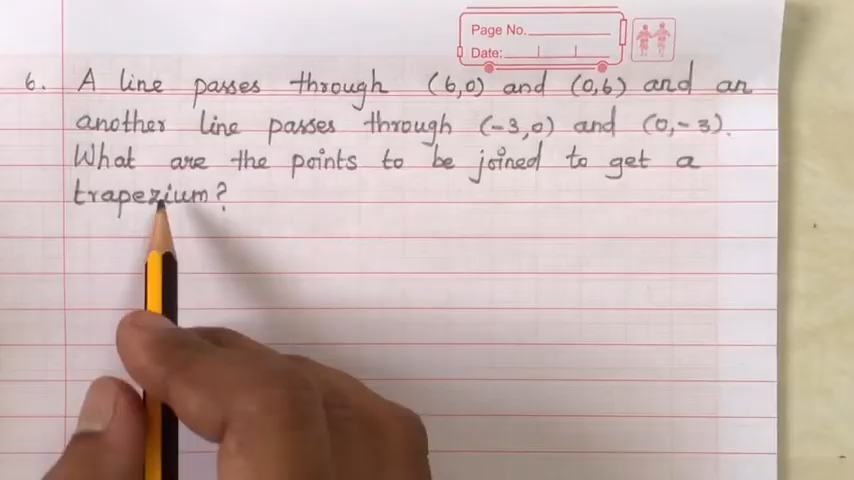 Page No.
Date:
6. A line passes through (6,0) and (0,6) and an
another line passes through (-3,0) and (0,-3).
What are the points to be joined to get a
trapezium?